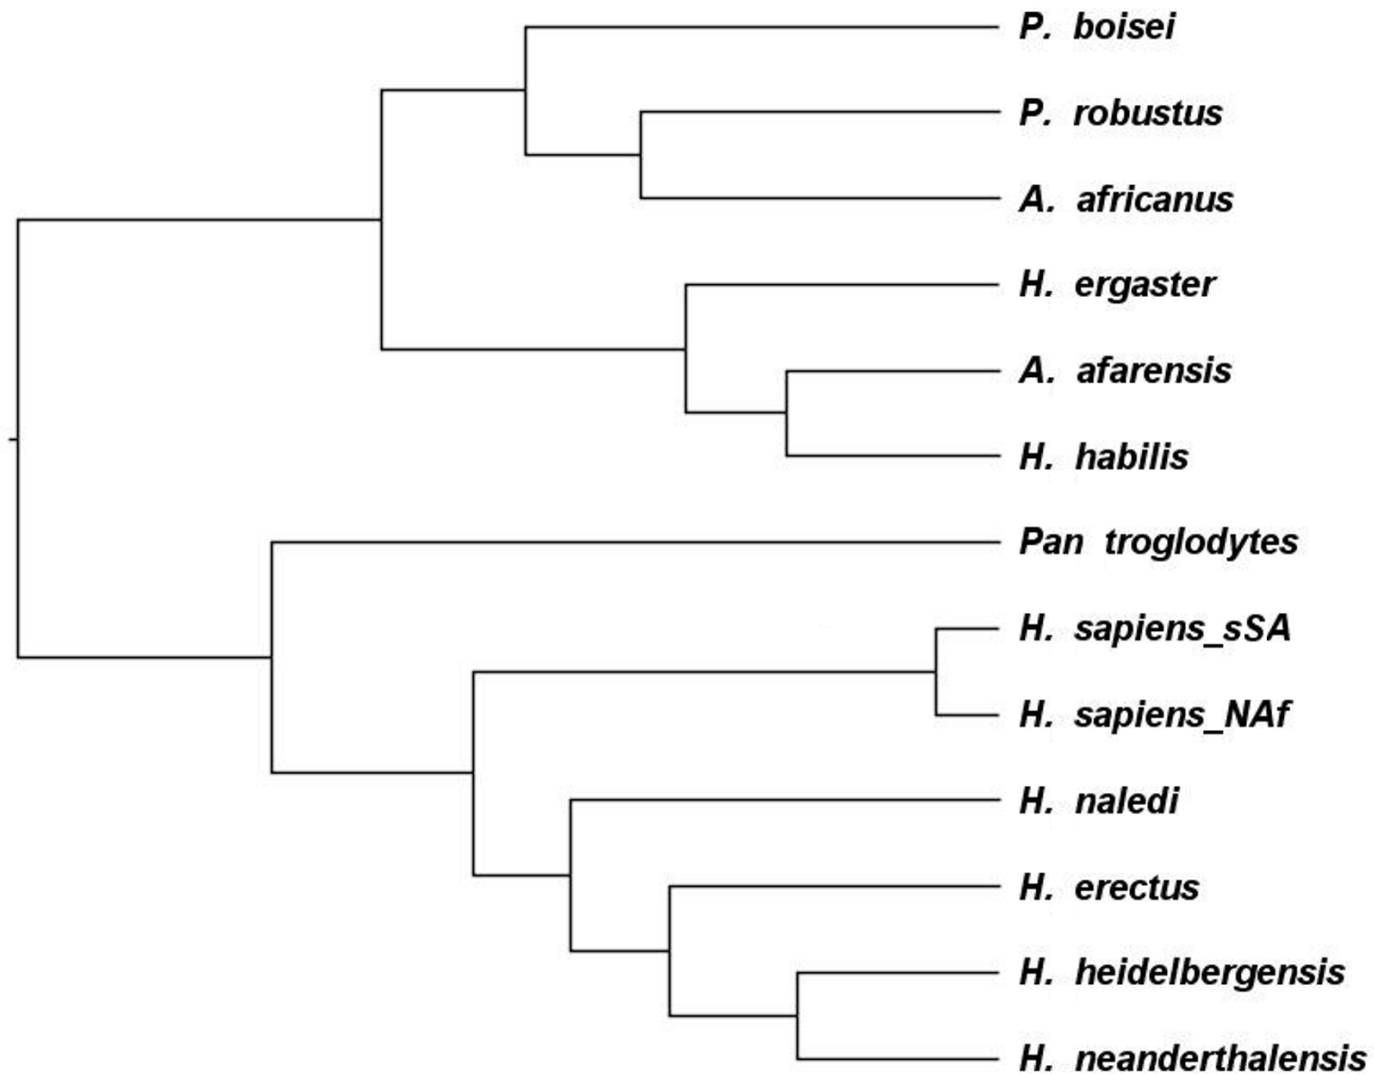 P. boisei
P. robustus
A. africanus
H. ergaster
A. afarensis
H. habilis
Pan troglodytes
H. sapiens_sSA
H. sapiens_NAf
H. naledi
H. erectus
H. heidelbergensis
H. neanderthalensis